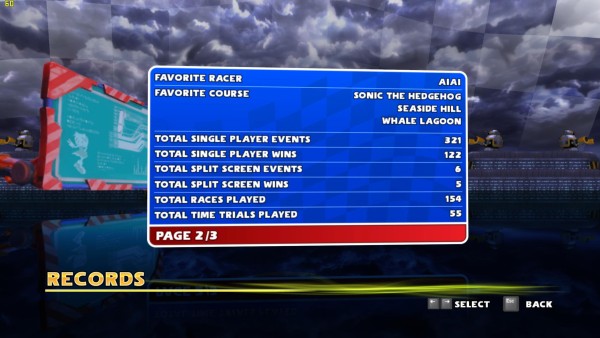 60
FAVORITE RACER AIAI
FAVORITE COURSE SONIC THE HEDGEHOG
SEASIDE HILL
WHALE LAGOON
TOTAL SINGLE PLAYER EVENTS 321
TOTAL SINGLE PLAYER WINS 122
TOTAL SPLIT SCREEN EVENTS 6
TOTAL SPLIT SCREEN WINS 5
TOTAL RACES PLAYED 154
TOTAL TIME TRIALS PLAYED 55
PAGE 2/3
RECORDS
SELECT BACK